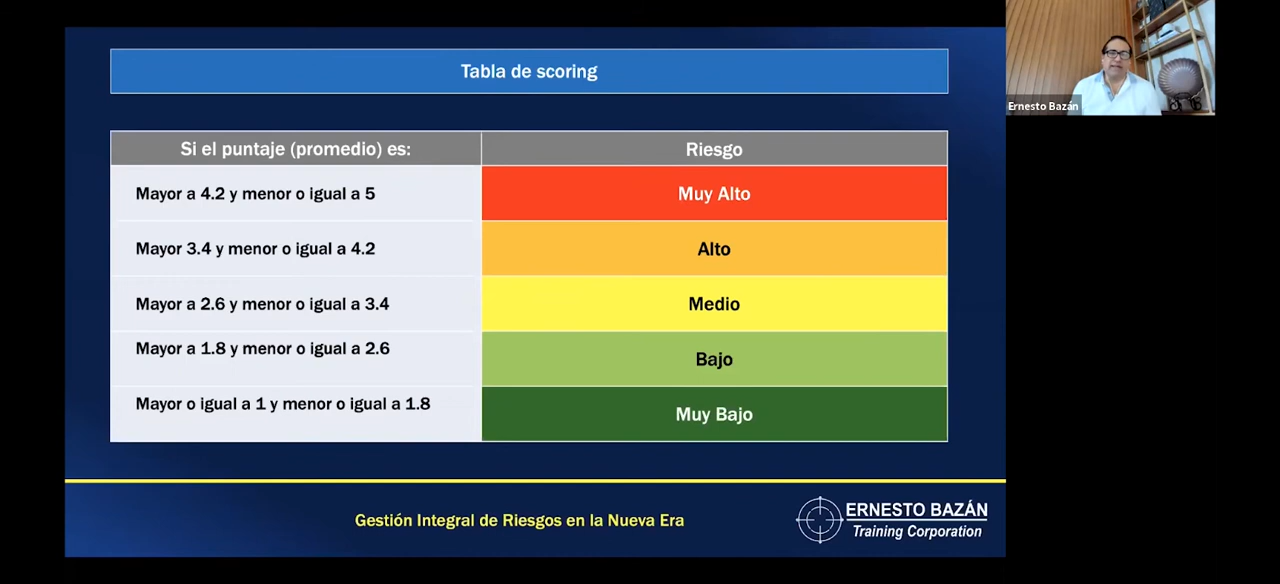 Tabla de scoring
Si el puntaje (promedio) es:
Riesgo
Mayor a 4.2 y menor o igual a 5
Muy Alto
Mayor 3.4 y menor o igual a 4.2
Alto
Mayor a 2.6 y menor o igual a 3.4
Medio
Mayor a 1.8 y menor o igual a 2.6
Bajo
Mayor o igual a 1 y menor o igual a 1.8
Muy Bajo
Gestión Integral de Riesgos en la Nueva Era
ERNESTO BAZÁN
Training Corporation
Ernesto Bazán